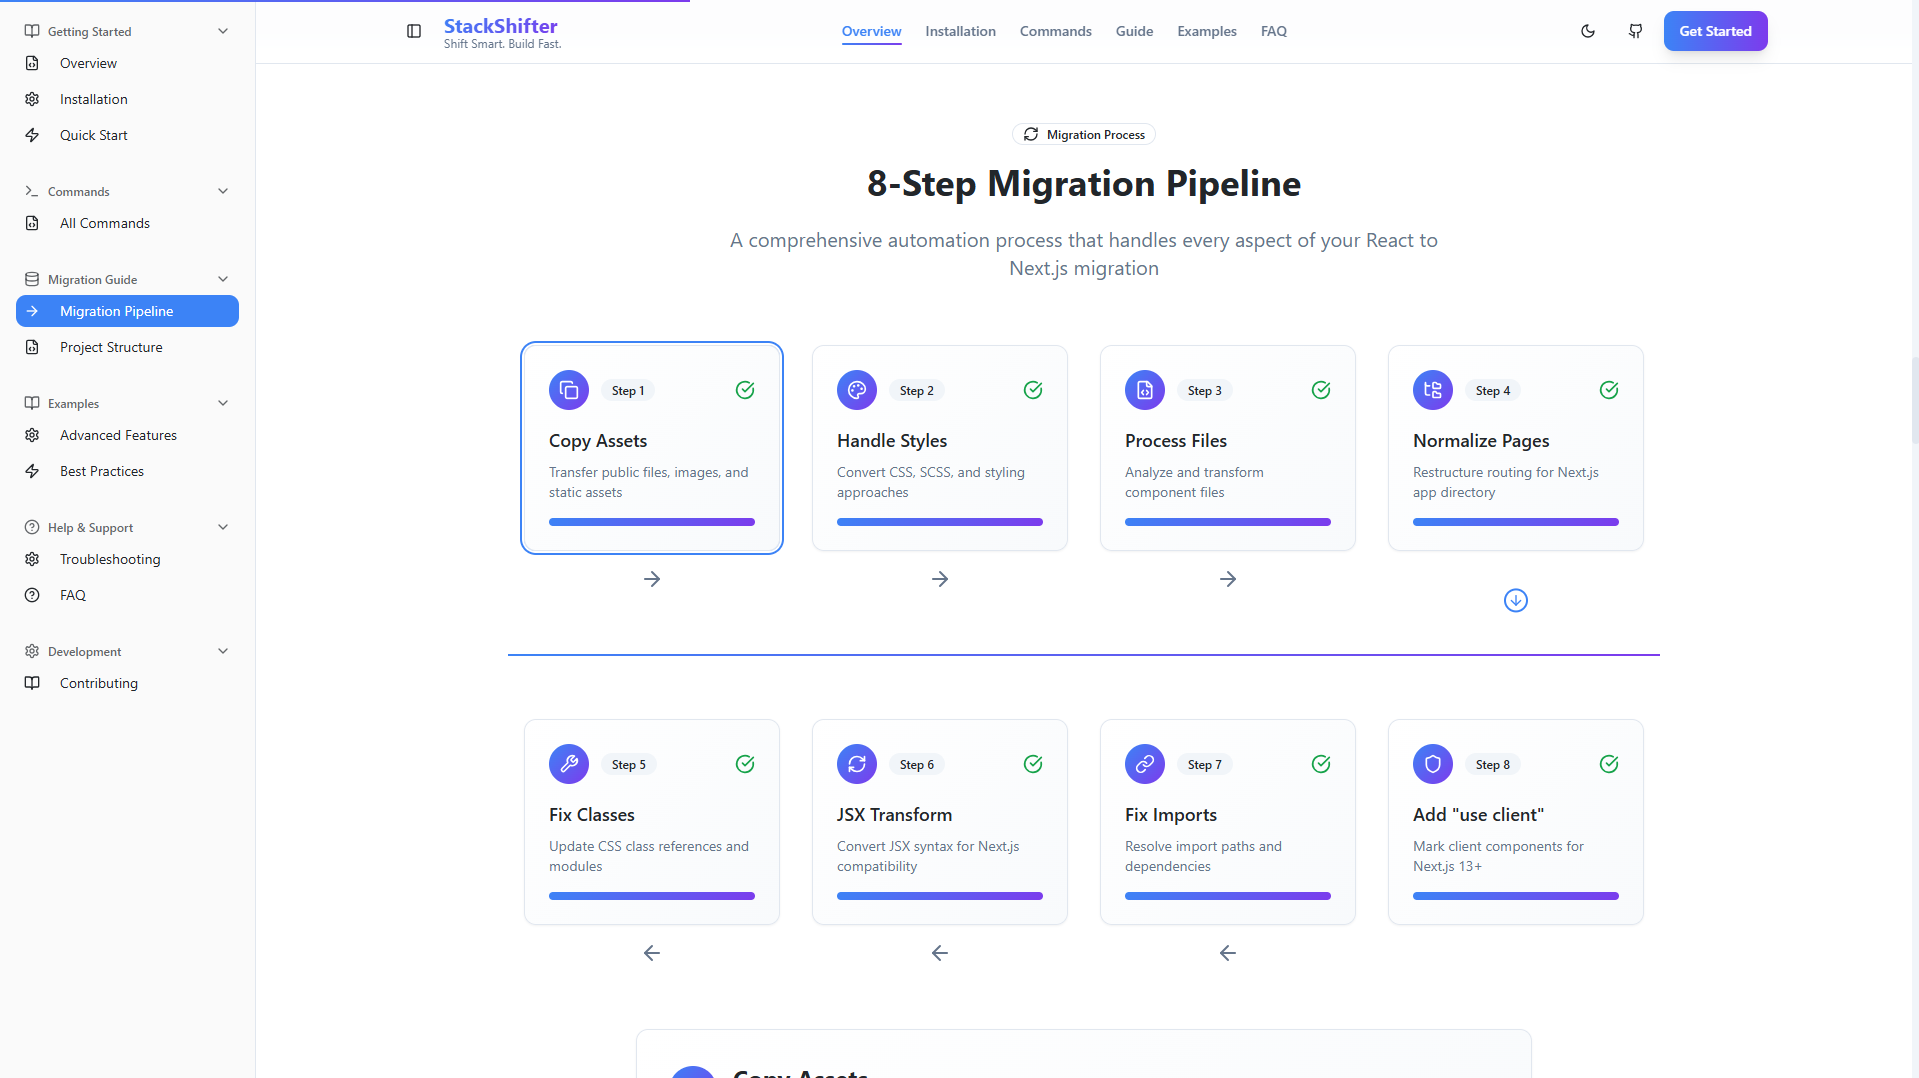 Getting Started
Overview
Installation
Quick Start
Commands
All Commands
Migration Guide
Migration Pipeline
Project Structure
Examples
Advanced Features
Best Practices
Help & Support
Troubleshooting
FAQ
Development
Contributing
StackShifter
Shift Smart. Build Fast.
Overview
Installation
Commands
Guide
Examples
FAQ
Get Started
Migration Process
8-Step Migration Pipeline
A comprehensive automation process that handles every aspect of your React to
Next.js migration
Step 1
Copy Assets
Transfer public files, images, and
static assets
Step 2
Handle Styles
Convert CSS, SCSS, and styling
approaches
Step 3
Process Files
Analyze and transform
component files
Step 4
Normalize Pages
Restructure routing for Next.js
app directory
Step 5
Fix Classes
Update CSS class references and
modules
Step 6
JSX Transform
Convert JSX syntax for Next.js
compatibility
Step 7
Fix Imports
Resolve import paths and
dependencies
Step 8
Add "use client"
Mark client components for
Next.js 13+
Copy Assets